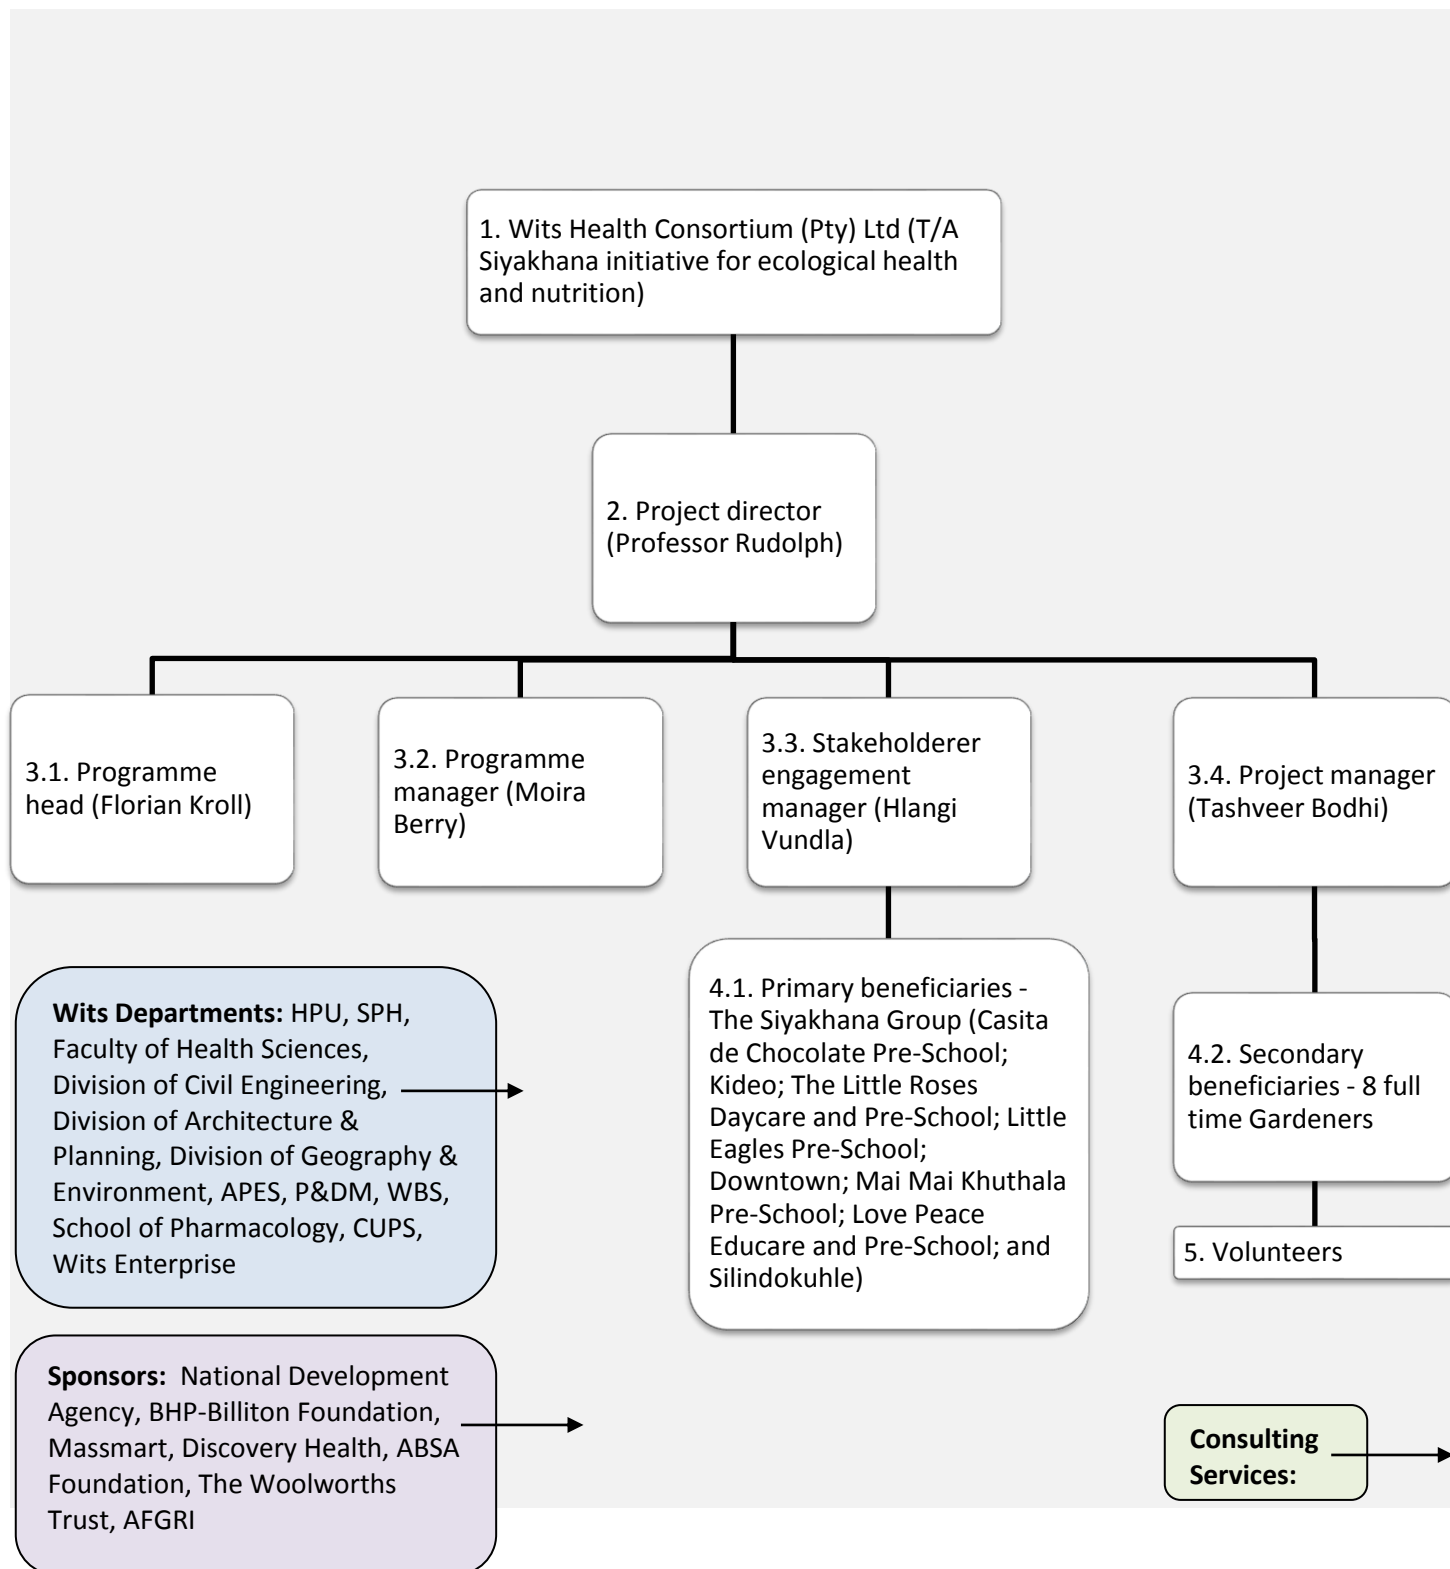 1. Wits Health Consortium (Pty) Ltd (T/A
Siyakhana initiative for ecological health
and nutrition)
2. Project director
(Professor Rudolph)
3.1. Programme
head (Florian Kroll)
3.2. Programme
manager (Moira
Berry)
3.3. Stakeholderer
engagement
manager (Hlangi
Vundla)
3.4. Project manager
(Tashveer Bodhi)
4.1. Primary beneficiaries -
The Siyakhana Group (Casita
de Chocolate Pre-School;
Kideo; The Little Roses
Daycare and Pre-School; Little
Eagles Pre-School;
Downtown; Mai Mai Khuthala
Pre-School; Love Peace
Educare and Pre-School; and
Silindokuhle)
4.2. Secondary
beneficiaries - 8 full
time Gardeners
5. Volunteers
Wits Departments: HPU, SPH,
Faculty of Health Sciences,
Division of Civil Engineering,
Division of Architecture &
Planning, Division of Geography &
Environment, APES, P&DM, WBS,
School of Pharmacology, CUPS,
Wits Enterprise
Sponsors: National Development
Agency, BHP-Billiton Foundation,
Massmart, Discovery Health, ABSA
Foundation, The Woolworths
Trust, AFGRI
Consulting
Services: